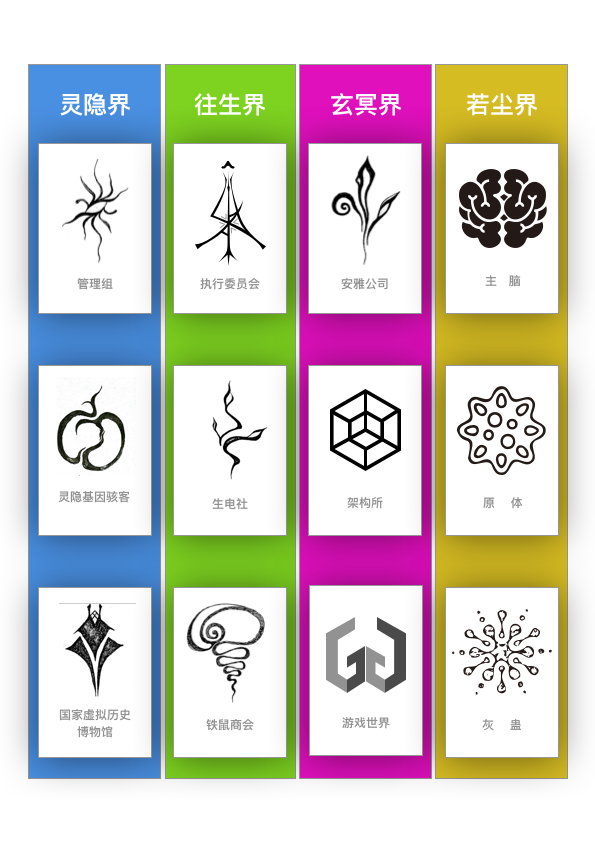 灵隐界
往生界
玄冥界
若尘界
管理组
执行委员会
安雅公司
主 脑
灵隐基因骇客
生电社
架构所
原 体
国家虚拟历史
博物馆
铁鼠商会
游戏世界
灰 蛊